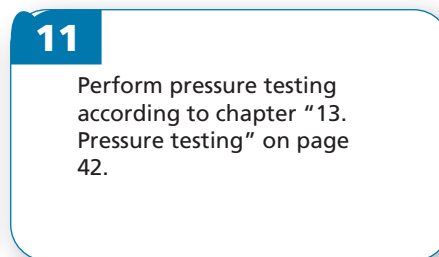 11
Perform pressure testing
according to chapter "13.
Pressure testing" on page
42.